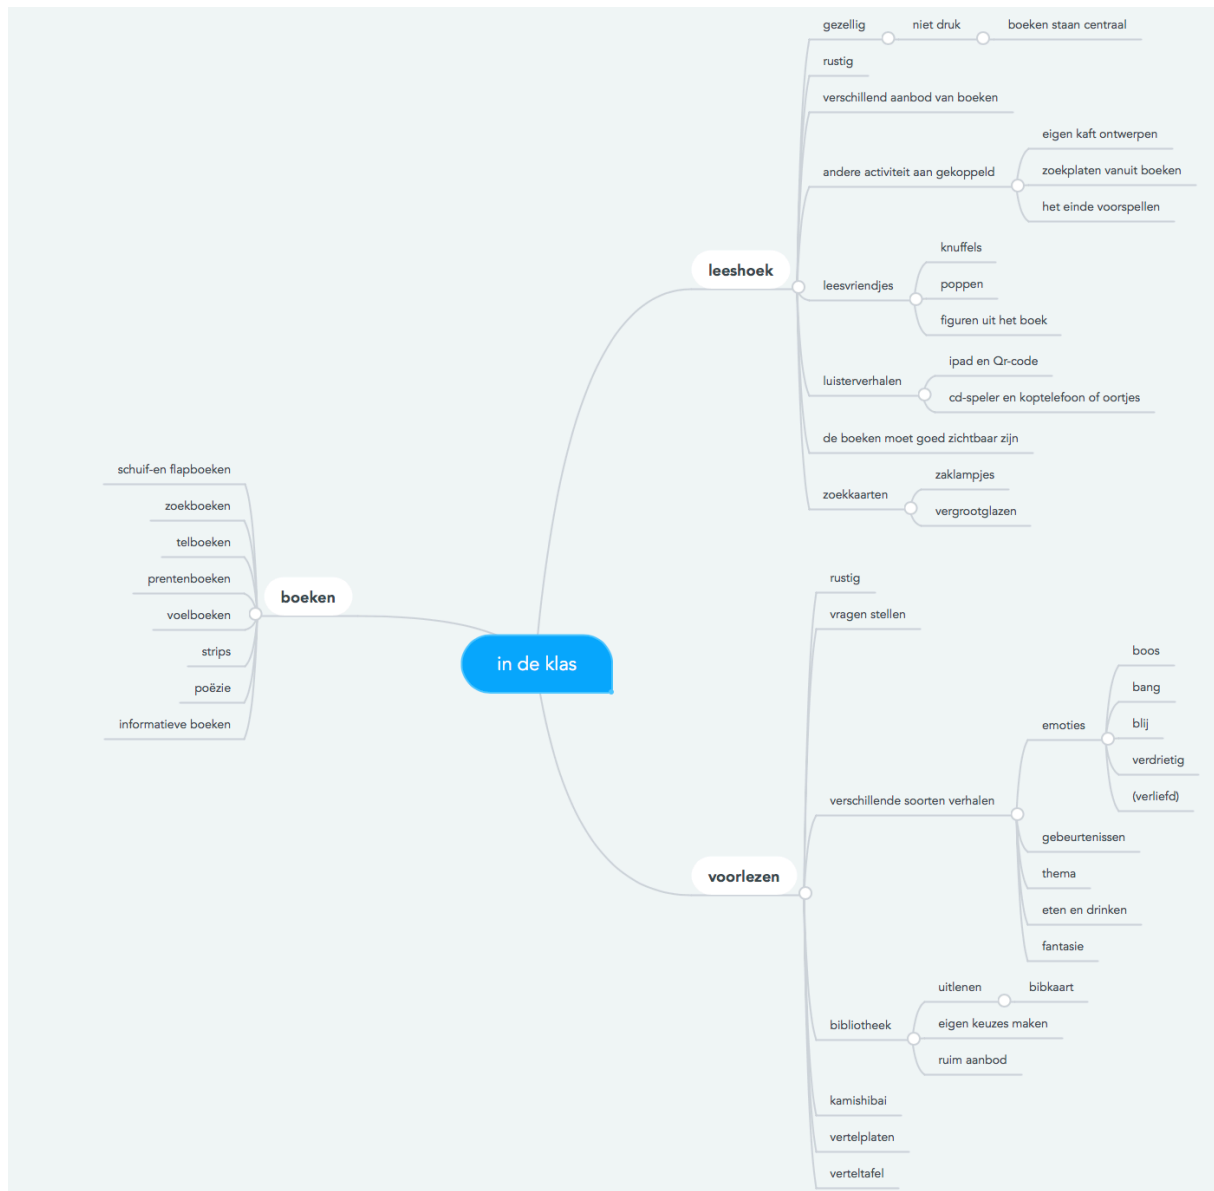 in de klas
leeshoek
gezellig
niet druk
boeken staan centraal
rustig
verschillend aanbod van boeken
andere activiteit aan gekoppeld
eigen kaft ontwerpen
zoekplaten vanuit boeken
het einde voorspellen
leesvriendjes
knuffels
poppen
figuren uit het boek
luisterverhalen
ipad en Qr-code
cd-speler en koptelefoon of oortjes
de boeken moet goed zichtbaar zijn
zoekkaarten
zaklampjes
vergrootglazen
voorlezen
rustig
vragen stellen
verschillende soorten verhalen
emoties
boos
bang
blij
verdrietig
(verliefd)
gebeurtenissen
thema
eten en drinken
fantasie
bibliotheek
uitlenen
bibkaart
eigen keuzes maken
ruim aanbod
kamishibai
vertelplaten
verteltafel
boeken
schuif-en flapboeken
zoekboeken
telboeken
prentenboeken
voelboeken
strips
poëzie
informatieve boeken